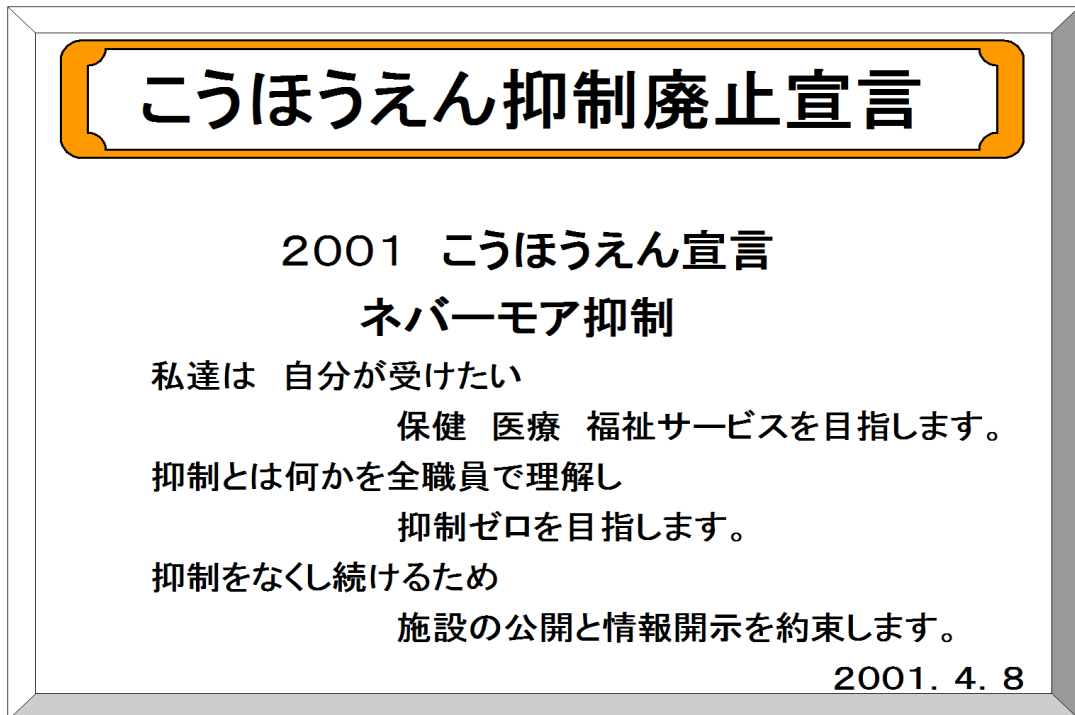 こうほうえん抑制廃止宣言
２００１　こうほうえん宣言
ネバーモア抑制
私達は　自分が受けたい
保健　医療　福祉サービスを目指します。
抑制とは何かを全職員で理解し
抑制ゼロを目指します。
抑制をなくし続けるため
施設の公開と情報開示を約束します。
２００１．４．８